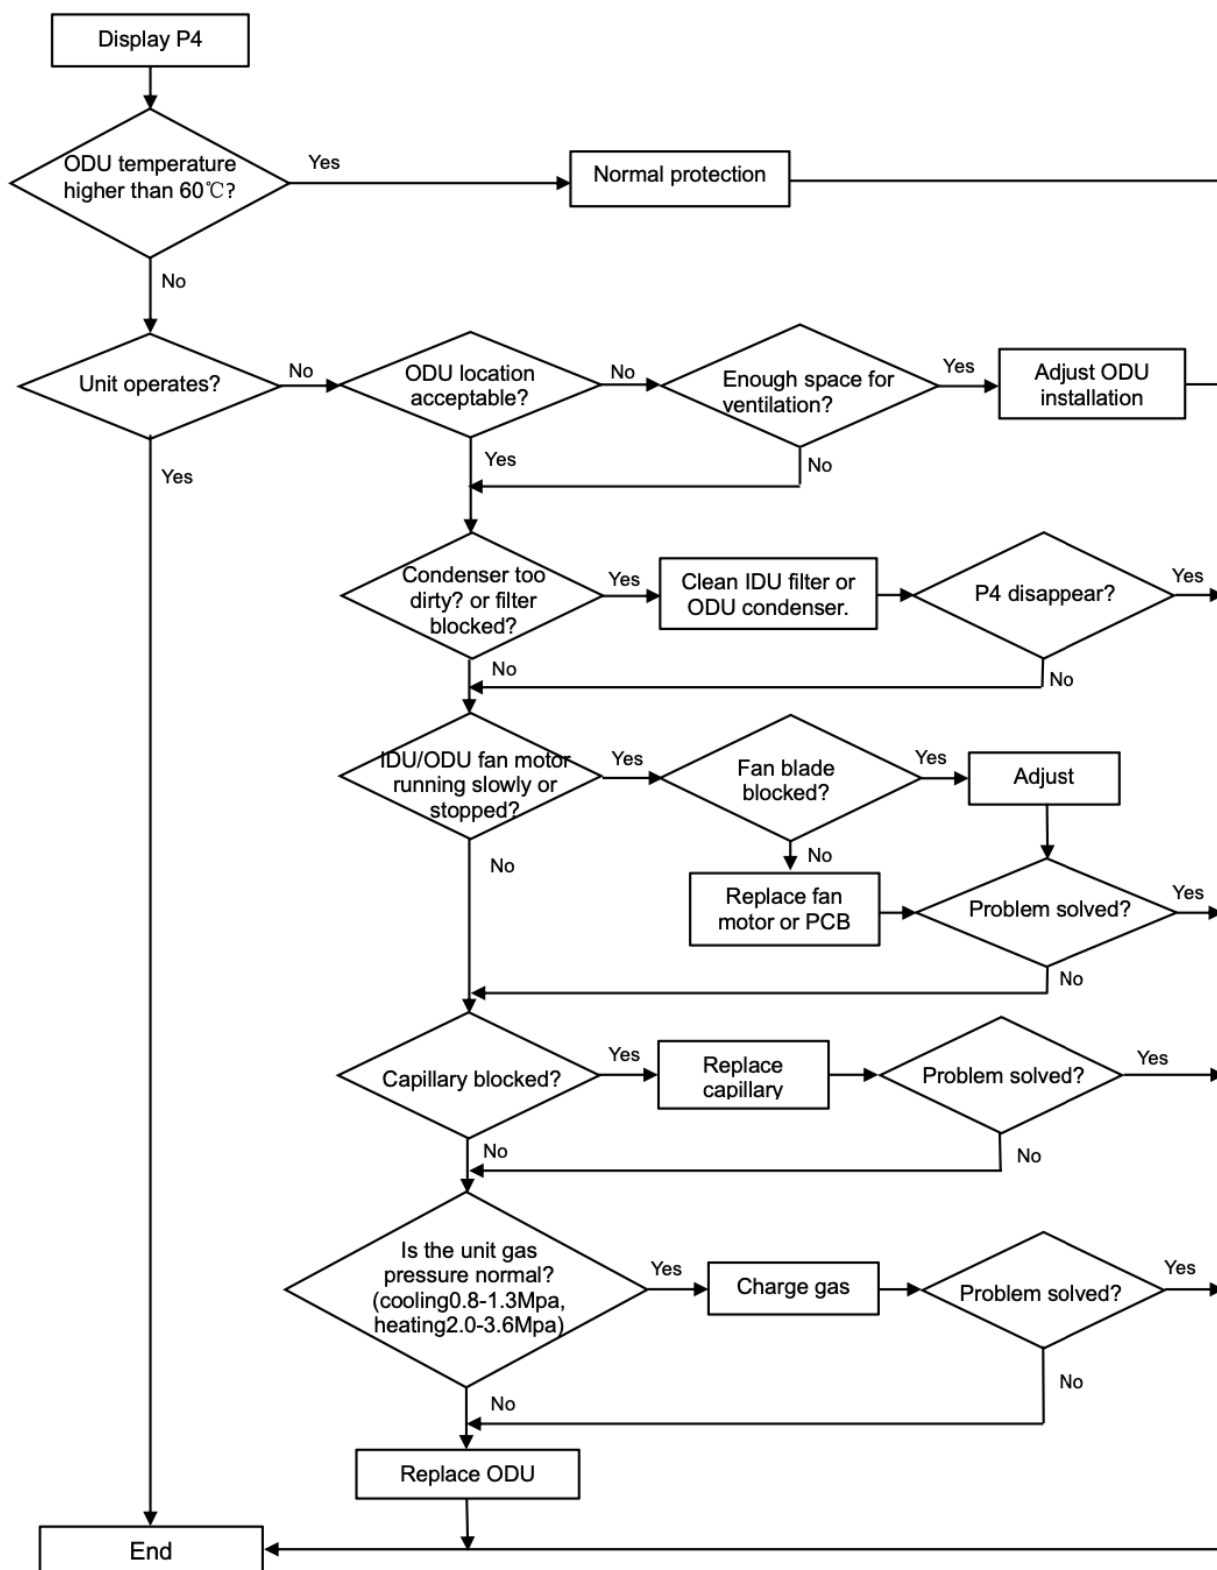 Display P4
ODU temperature
higher than 60℃?
Yes
Normal protection
No
Unit operates?
No
ODU location
acceptable?
No
Enough space for
ventilation?
Yes
Adjust ODU
installation
Yes
Yes
No
Condenser too
dirty? or filter
blocked?
Yes
Clean IDU filter or
ODU condenser.
P4 disappear?
Yes
No
No
IDU/ODU fan motor
running slowly or
stopped?
Yes
Fan blade
blocked?
Yes
Adjust
No
No
Replace fan
motor or PCB
Problem solved?
Yes
No
Capillary blocked?
Yes
Replace
capillary
Problem solved?
Yes
No
No
Is the unit gas
pressure normal?
(cooling0.8-1.3Mpa,
heating2.0-3.6Mpa)
Yes
Charge gas
Problem solved?
Yes
No
No
Replace ODU
End